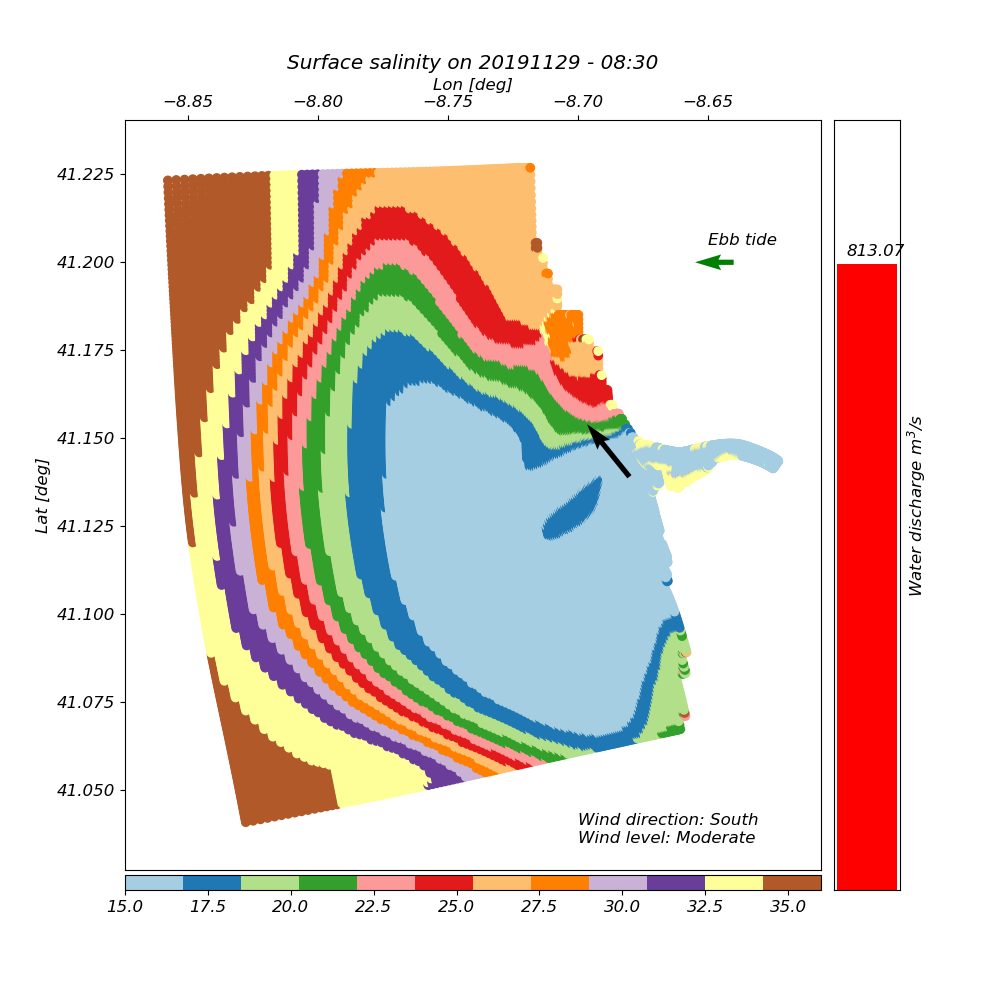 Surface salinity on 20191129 - 08:30
Lon [deg]
−8.85 −8.80 −8.75 −8.70 −8.65
41.225
41.200
41.175
41.150
41.125
41.100
41.075
41.050
Lat [deg]
Ebb tide
813.07
Water discharge m³/s
Wind direction: South
Wind level: Moderate
15.0 17.5 20.0 22.5 25.0 27.5 30.0 32.5 35.0